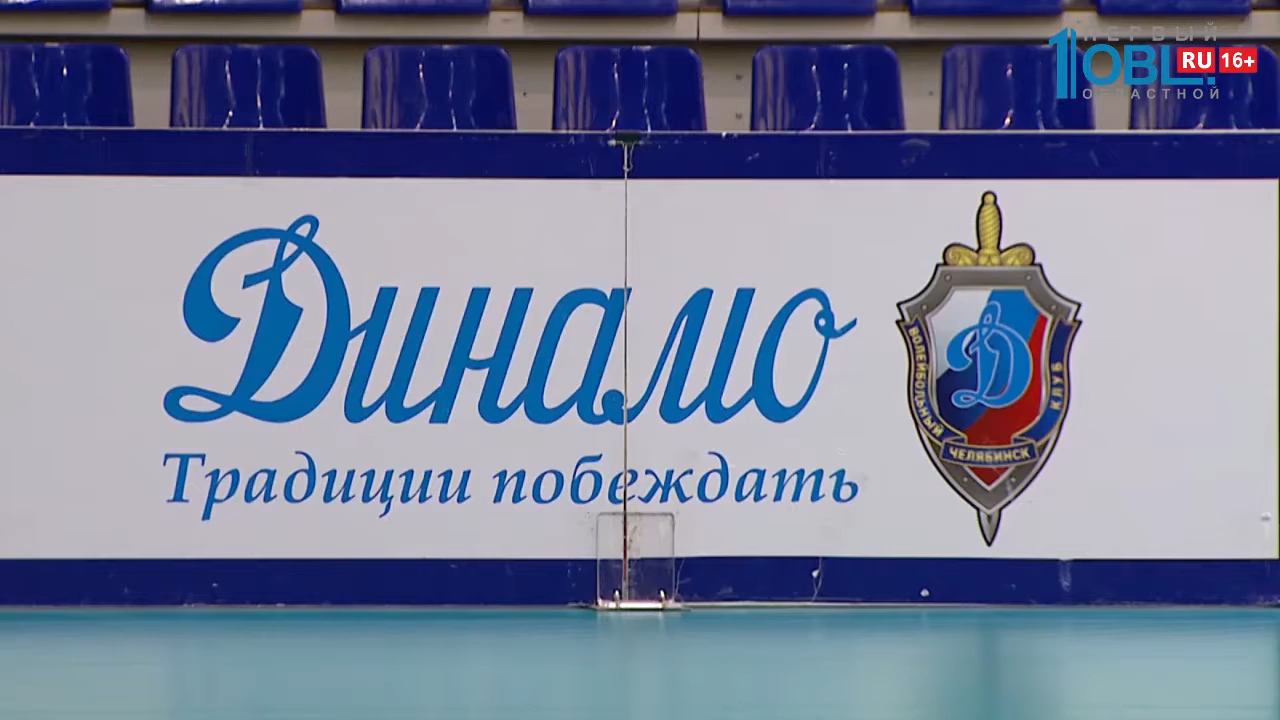 ПЕРВЫЙ
1OBL.
RU 16+
ОБЛАСТНОЙ
Динамо
Традиции побеждать
Д
ВОЛЕЙБОЛЬНЫЙ
КЛУБ
ЧЕЛЯБИНСК